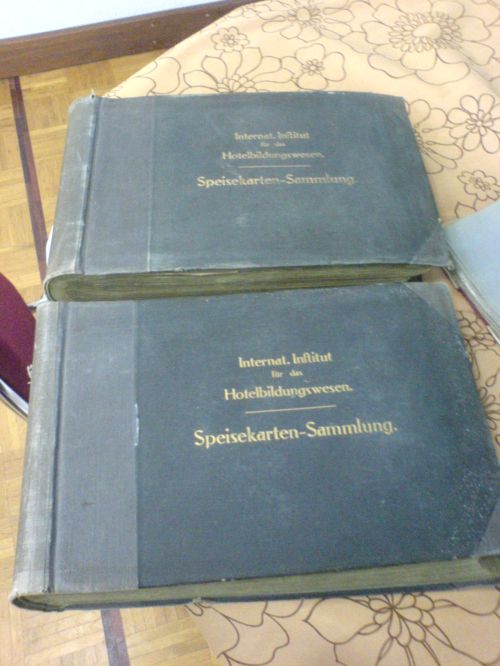 Internat. Institut
für das
Hotelbildungswesen.
Speisekarten-Sammlung.
Internat. Institut
für das
Hotelbildungswesen.
Speisekarten-Sammlung.